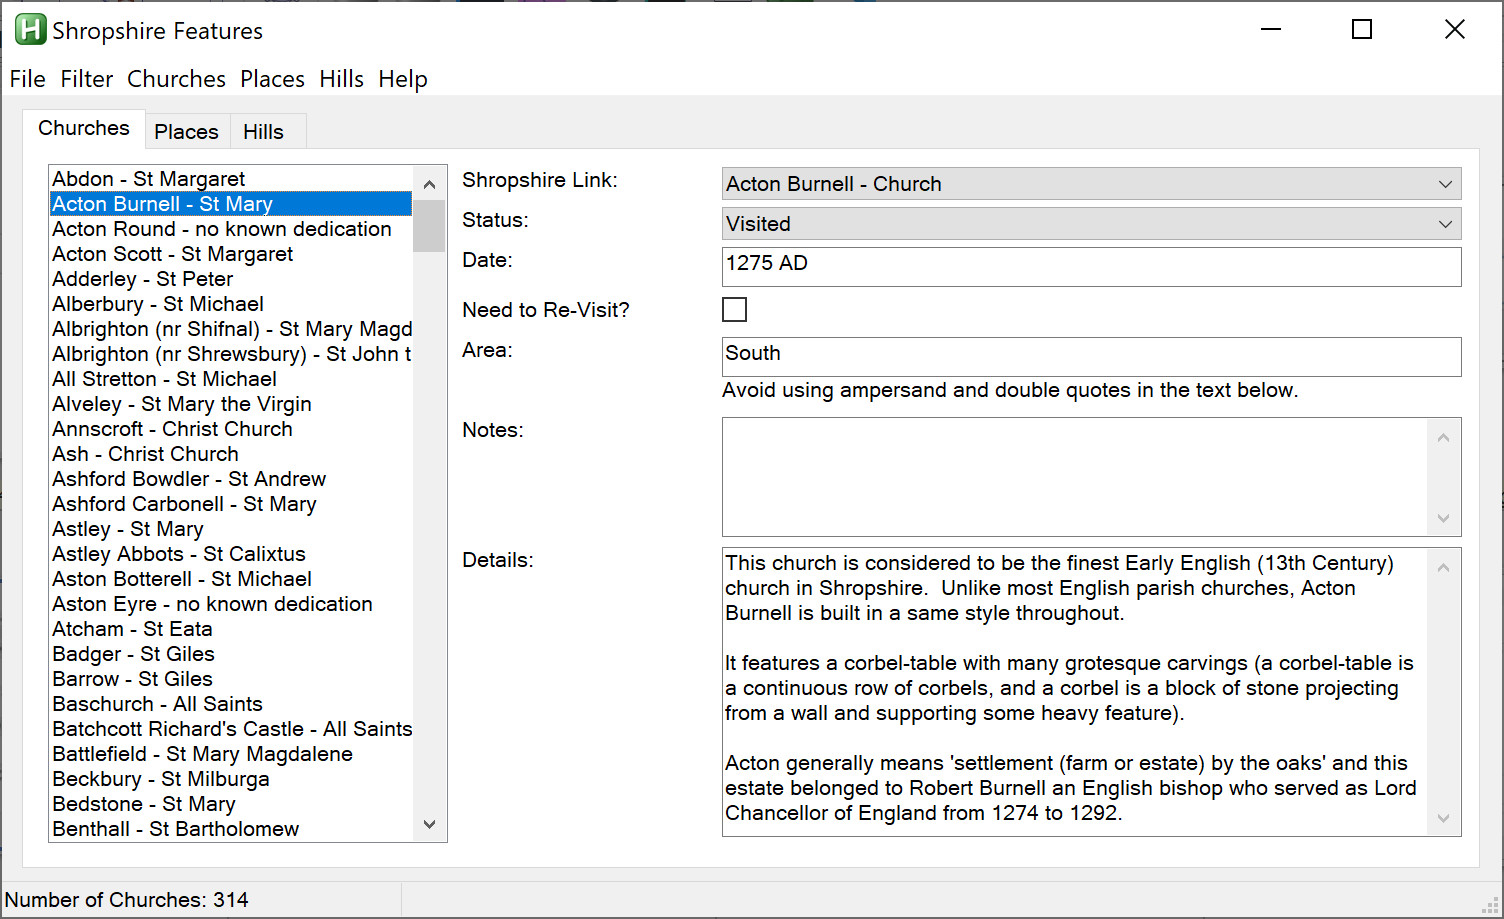 H Shropshire Features
File Filter Churches Places Hills Help
Churches Places Hills
Abdon - St Margaret
Acton Burnell - St Mary
Acton Round - no known dedication
Acton Scott - St Margaret
Adderley - St Peter
Alberbury - St Michael
Albrighton (nr Shifnal) - St Mary Magd
Albrighton (nr Shrewsbury) - St John t
All Stretton - St Michael
Alveley - St Mary the Virgin
Annscroft - Christ Church
Ash - Christ Church
Ashford Bowdler - St Andrew
Ashford Carbonell - St Mary
Astley - St Mary
Astley Abbots - St Calixtus
Aston Botterell - St Michael
Aston Eyre - no known dedication
Atcham - St Eata
Badger - St Giles
Barrow - St Giles
Baschurch - All Saints
Batchcott Richard's Castle - All Saints
Battlefield - St Mary Magdalene
Beckbury - St Milburga
Bedstone - St Mary
Benthall - St Bartholomew
Shropshire Link: Acton Burnell - Church
Status: Visited
Date: 1275 AD
Need to Re-Visit?
Area: South
Avoid using ampersand and double quotes in the text below.
Notes:
Details:
This church is considered to be the finest Early English (13th Century)
church in Shropshire.  Unlike most English parish churches, Acton
Burnell is built in a same style throughout.
It features a corbel-table with many grotesque carvings (a corbel-table is
a continuous row of corbels, and a corbel is a block of stone projecting
from a wall and supporting some heavy feature).
Acton generally means 'settlement (farm or estate) by the oaks' and this
estate belonged to Robert Burnell an English bishop who served as Lord
Chancellor of England from 1274 to 1292.
Number of Churches: 314